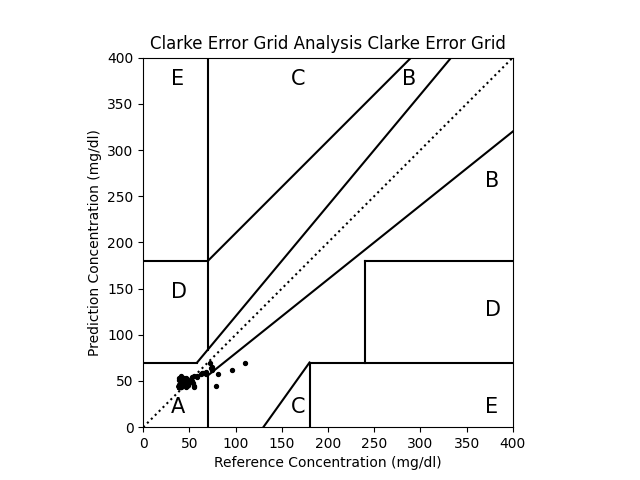 Clarke Error Grid Analysis Clarke Error Grid
400
350
300
250
200
150
100
50
0
Prediction Concentration (mg/dl)
E
C
B
B
D
D
A
C
E
0 50 100 150 200 250 300 350 400
Reference Concentration (mg/dl)